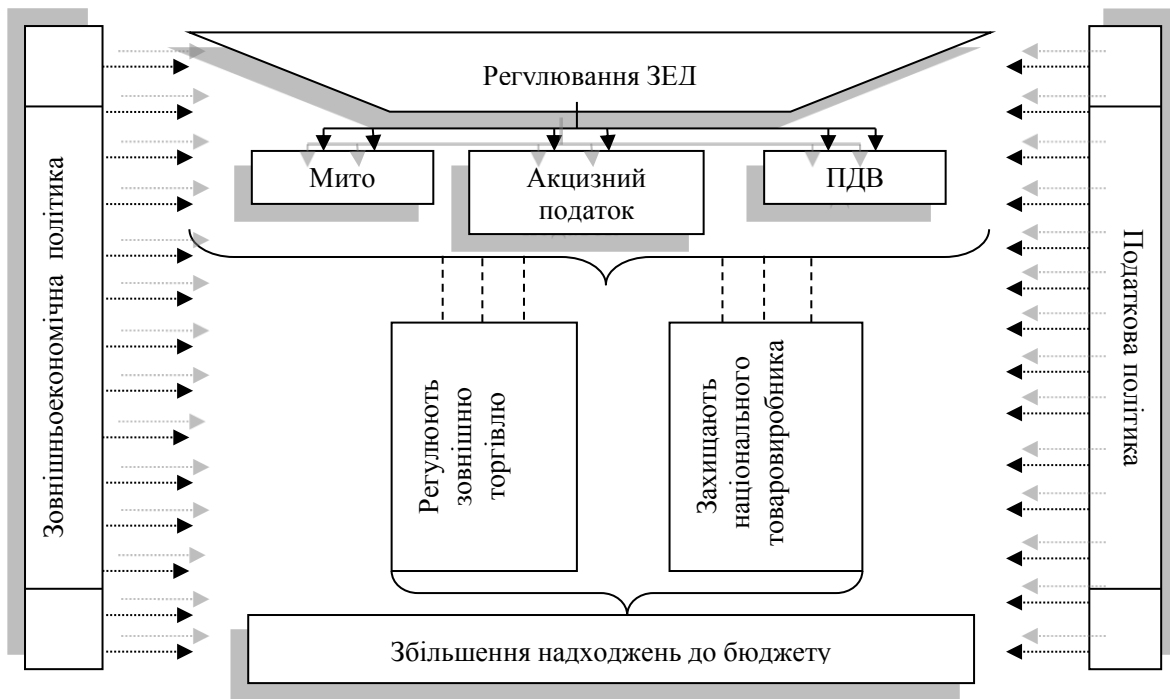 Регулювання ЗЕД
Мито
Акцизний
податок
ПДВ
Зовнішньоекономічна політика
Податкова політика
Регулюють
зовнішню
торгівлю
Захищають
національного
товаровиробника
Збільшення надходжень до бюджету